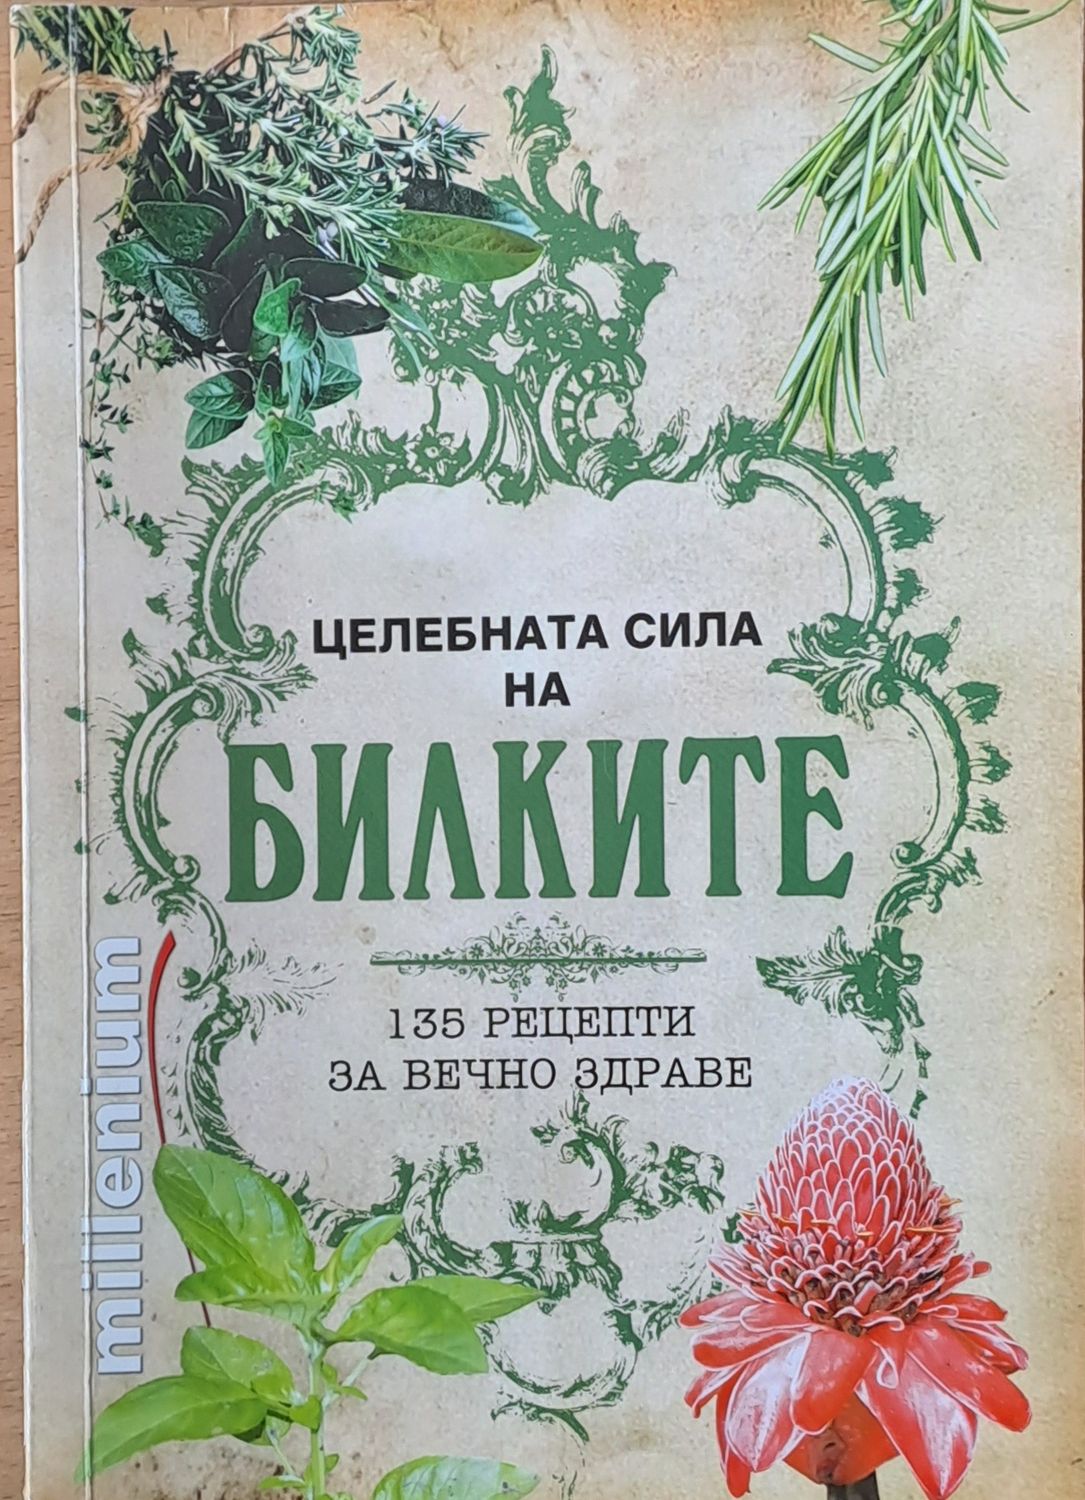 ЦЕЛЕБНАТА СИЛА
НА
БИЛКИТЕ
135 РЕЦЕПТИ
ЗА ВЕЧНО ЗДРАВЕ
millenium